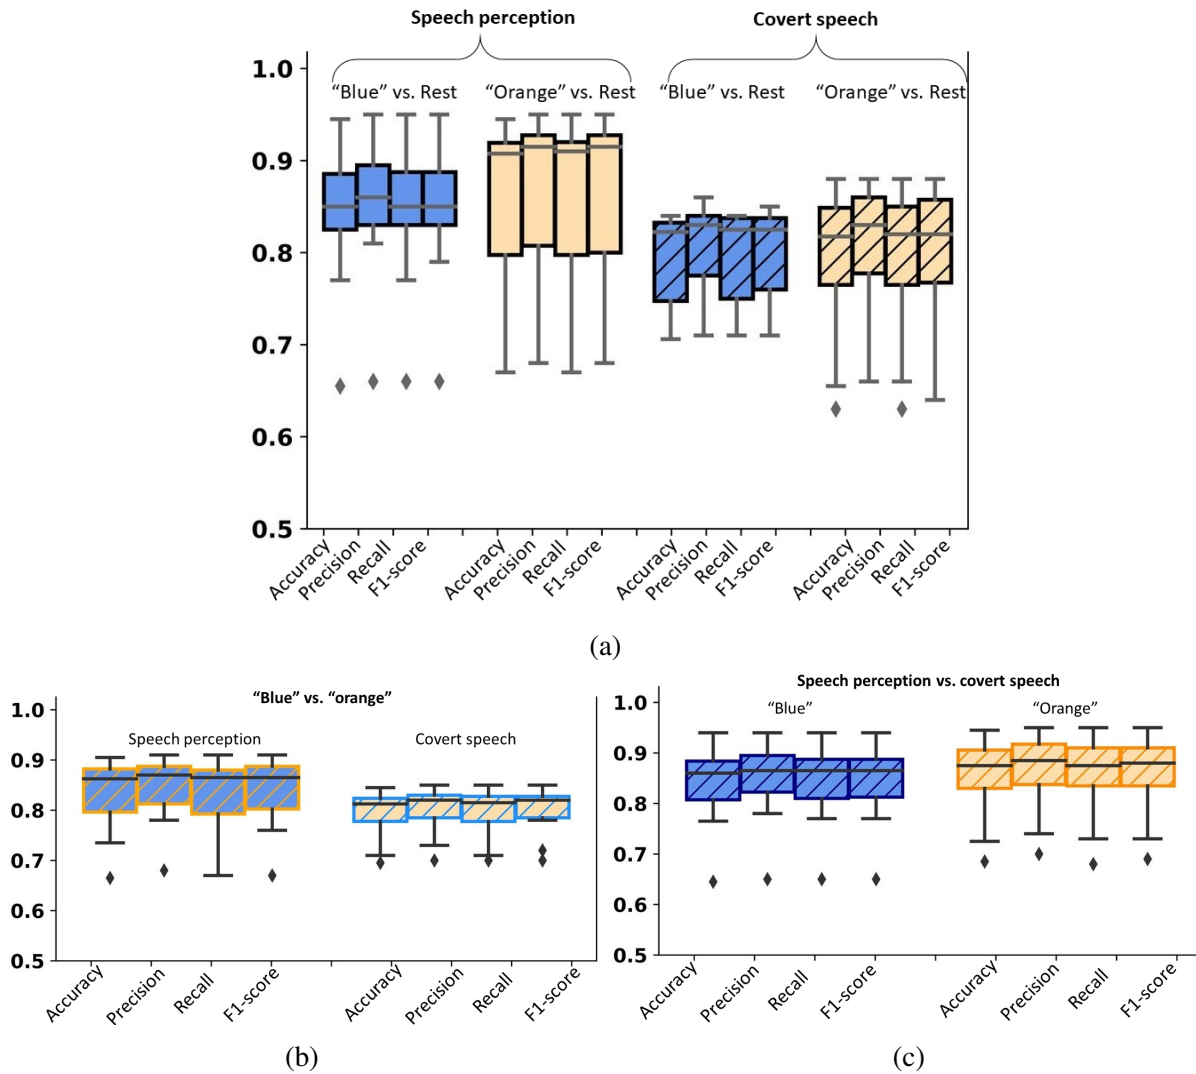 Speech perception Covert speech
“Blue” vs. Rest “Orange” vs. Rest “Blue” vs. Rest “Orange” vs. Rest
1.0
0.9
0.8
0.7
0.6
0.5
Accuracy Precision Recall F1-score Accuracy Precision Recall F1-score Accuracy Precision Recall F1-score Accuracy Precision Recall F1-score
(a)
“Blue” vs. “orange”
Speech perception Covert speech
1.0
0.9
0.8
0.7
0.6
0.5
Accuracy Precision Recall F1-score Accuracy Precision Recall F1-score
(b)
Speech perception vs. covert speech
“Blue” “Orange”
1.0
0.9
0.8
0.7
0.6
0.5
Accuracy Precision Recall F1-score Accuracy Precision Recall F1-score
(c)